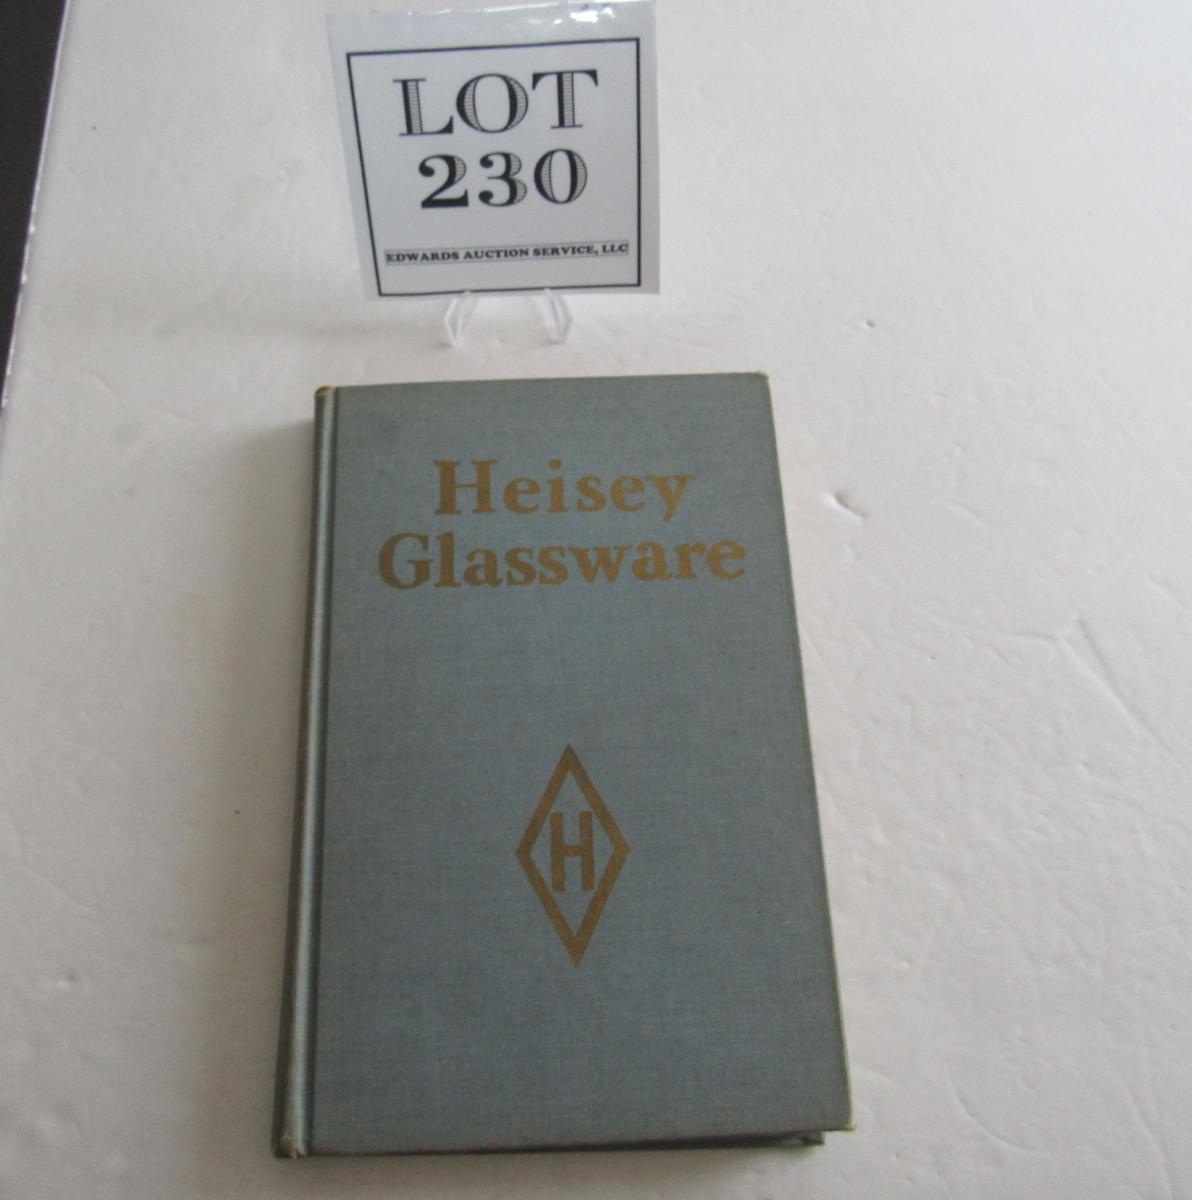 LOT
230
EDWARDS AUCTION SERVICE, LLC
Heisey
Glassware
H